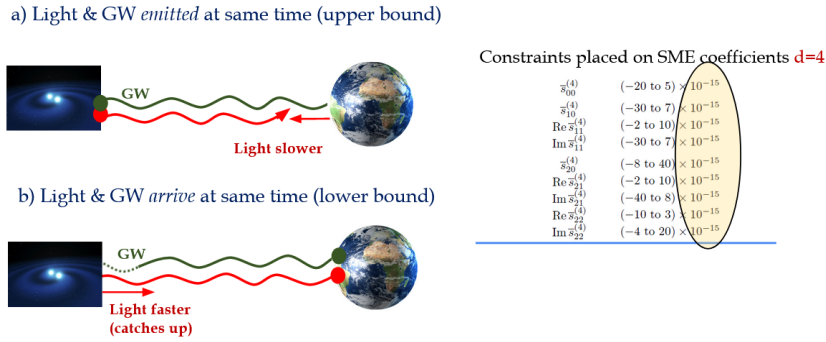 a) Light & GW emitted at same time (upper bound)
GW
Light slower
b) Light & GW arrive at same time (lower bound)
GW
Light faster
(catches up)
Constraints placed on SME coefficients d=4
s̄₀₀⁽⁴⁾ (−20 to 5) × 10⁻¹⁵
s̄₁₀⁽⁴⁾ (−30 to 7) × 10⁻¹⁵
Re s̄₁₁⁽⁴⁾ (−2 to 10) × 10⁻¹⁵
Im s̄₁₁⁽⁴⁾ (−30 to 7) × 10⁻¹⁵
s̄₂₀⁽⁴⁾ (−8 to 40) × 10⁻¹⁵
Re s̄₂₁⁽⁴⁾ (−2 to 10) × 10⁻¹⁵
Im s̄₂₁⁽⁴⁾ (−40 to 8) × 10⁻¹⁵
Re s̄₂₂⁽⁴⁾ (−10 to 3) × 10⁻¹⁵
Im s̄₂₂⁽⁴⁾ (−4 to 20) × 10⁻¹⁵